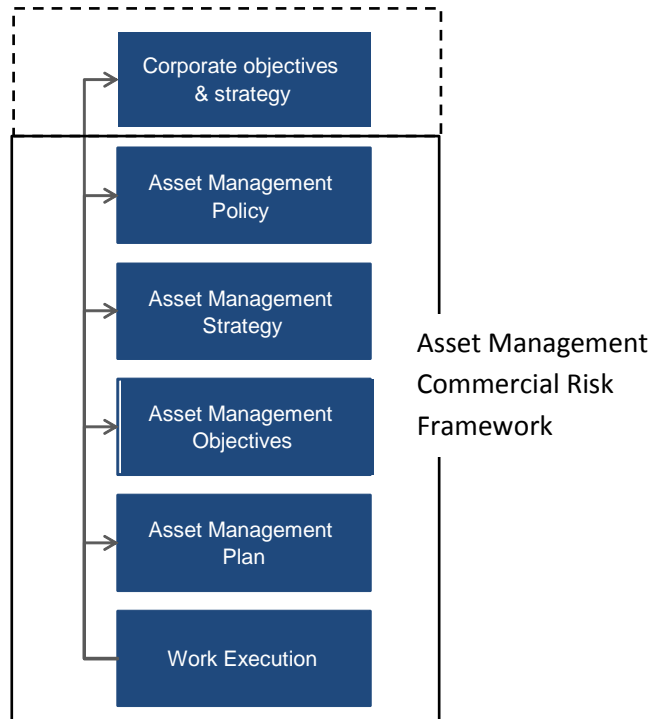 Corporate objectives
& strategy
Asset Management
Policy
Asset Management
Strategy
Asset Management
Objectives
Asset Management
Plan
Work Execution
Asset Management
Commercial Risk
Framework